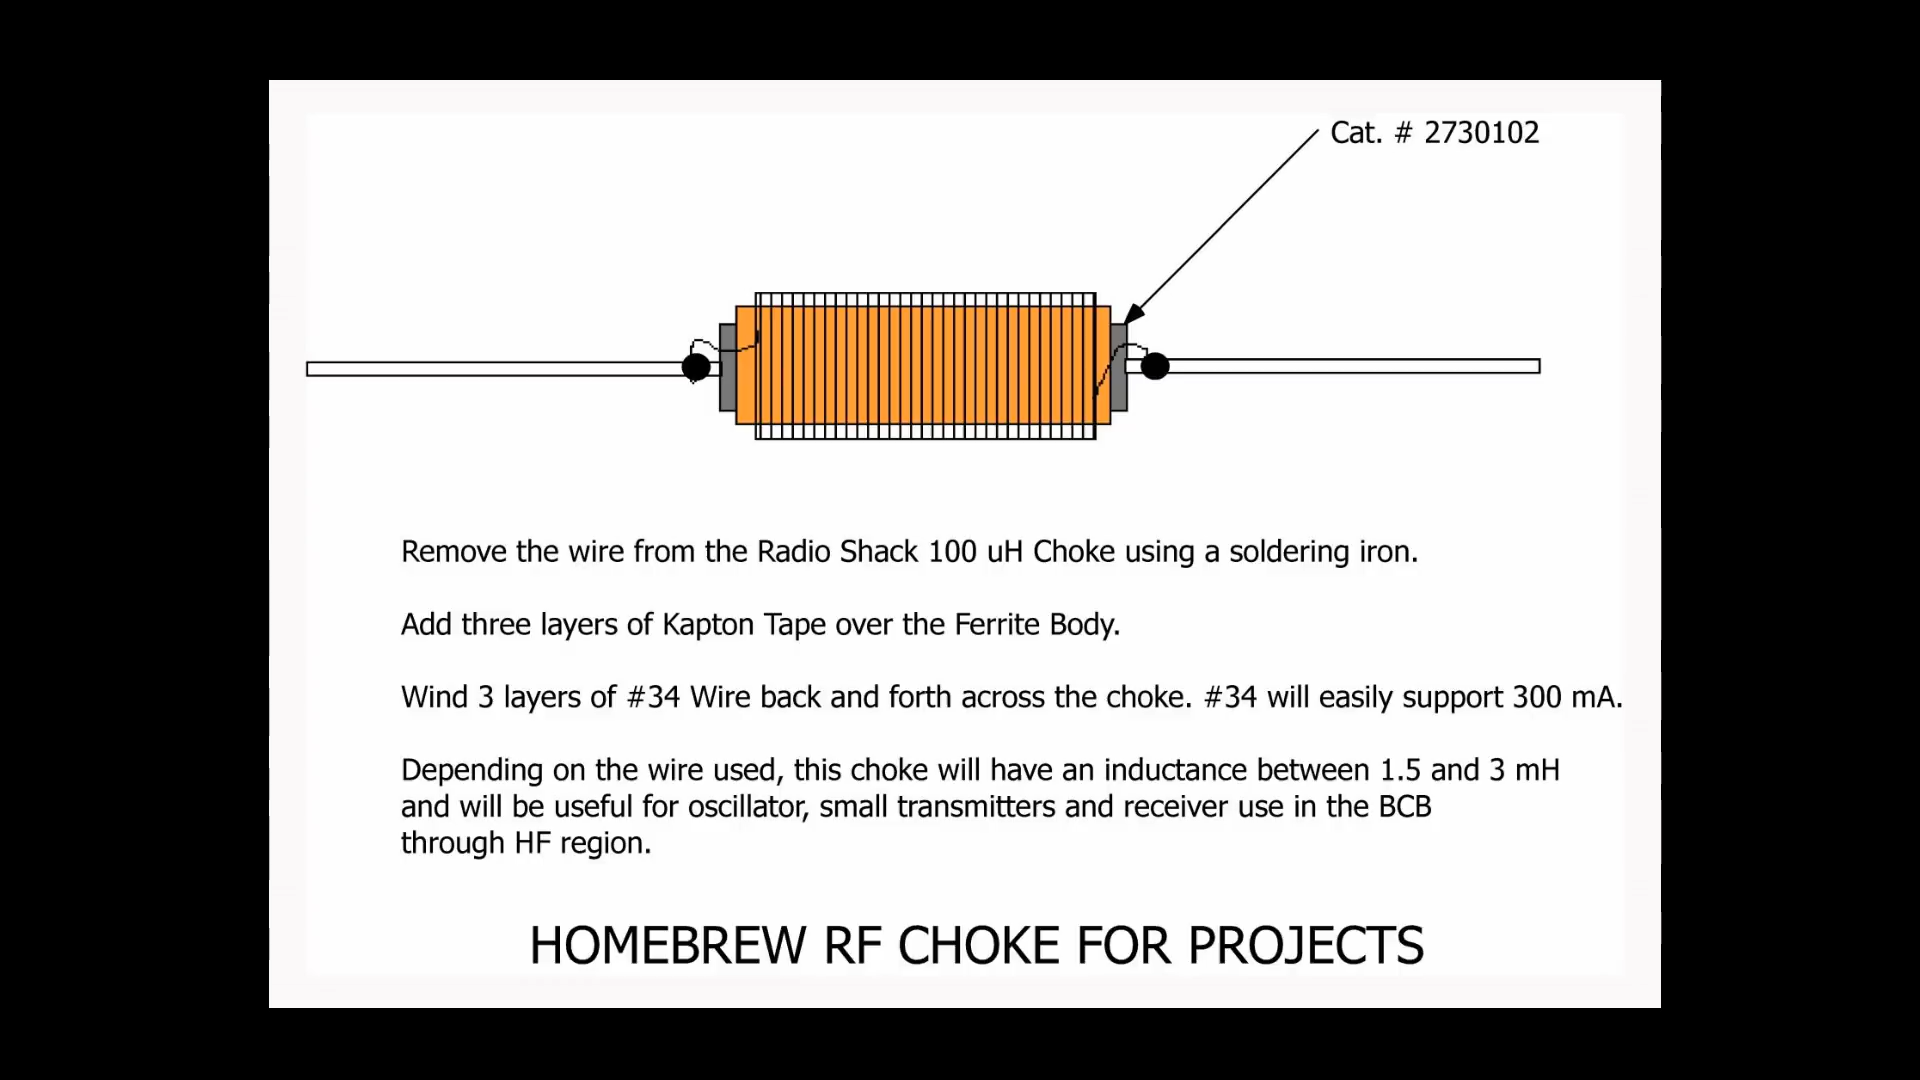 Cat. # 2730102
Remove the wire from the Radio Shack 100 uH Choke using a soldering iron.
Add three layers of Kapton Tape over the Ferrite Body.
Wind 3 layers of #34 Wire back and forth across the choke. #34 will easily support 300 mA.
Depending on the wire used, this choke will have an inductance between 1.5 and 3 mH
and will be useful for oscillator, small transmitters and receiver use in the BCB
through HF region.
HOMEBREW RF CHOKE FOR PROJECTS